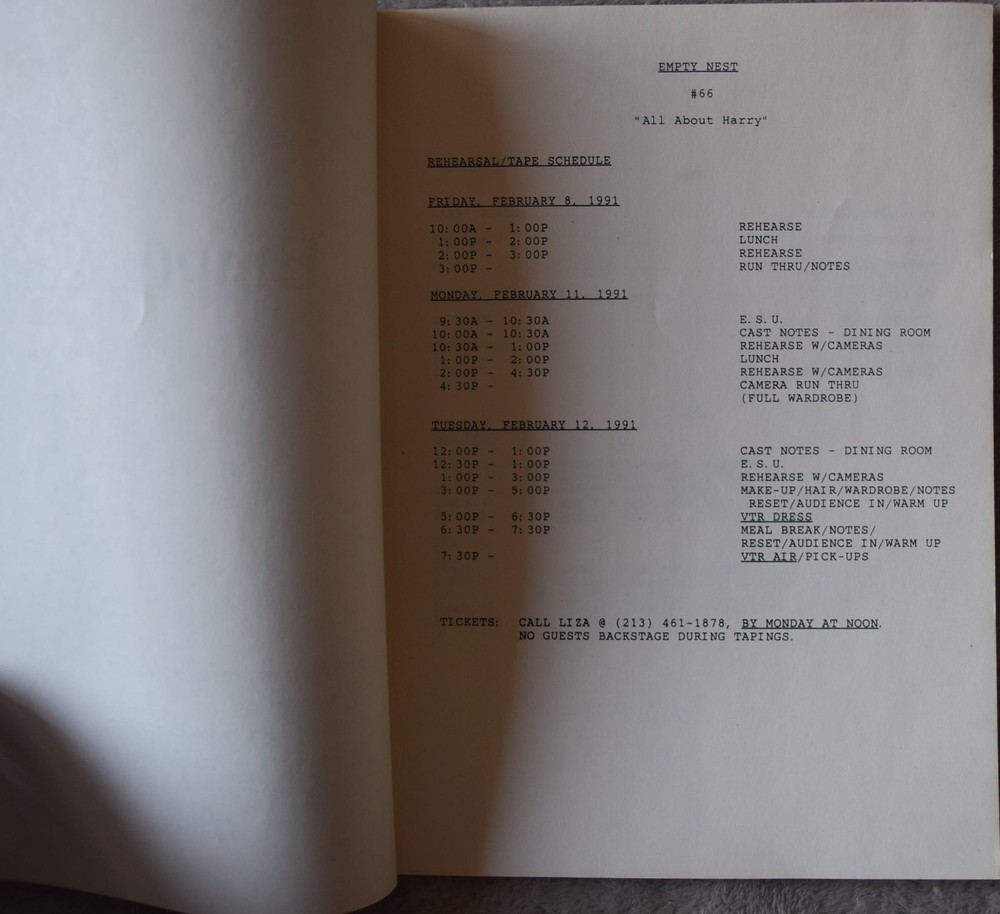 EMPTY NEST
#66
"All About Harry"
REHEARSAL/TAPE SCHEDULE
FRIDAY, FEBRUARY 8, 1991
10:00A - 1:00P REHEARSE
1:00P - 2:00P LUNCH
2:00P - 3:00P REHEARSE
3:00P - RUN THRU/NOTES
MONDAY, FEBRUARY 11, 1991
9:30A - 10:30A E.S.U.
10:00A - 10:30A CAST NOTES - DINING ROOM
10:30A - 1:00P REHEARSE W/CAMERAS
1:00P - 2:00P LUNCH
2:00P - 4:30P REHEARSE W/CAMERAS
4:30P - CAMERA RUN THRU
(FULL WARDROBE)
TUESDAY, FEBRUARY 12, 1991
12:00P - 1:00P CAST NOTES - DINING ROOM
12:30P - 1:00P E.S.U.
1:00P - 3:00P REHEARSE W/CAMERAS
3:00P - 5:00P MAKE-UP/HAIR/WARDROBE/NOTES
RESET/AUDIENCE IN/WARM UP
5:00P - 6:30P VTR DRESS
6:30P - 7:30P MEAL BREAK/NOTES/
RESET/AUDIENCE IN/WARM UP
7:30P - VTR AIR/PICK-UPS
TICKETS: CALL LIZA @ (213) 461-1878, BY MONDAY AT NOON.
NO GUESTS BACKSTAGE DURING TAPINGS.